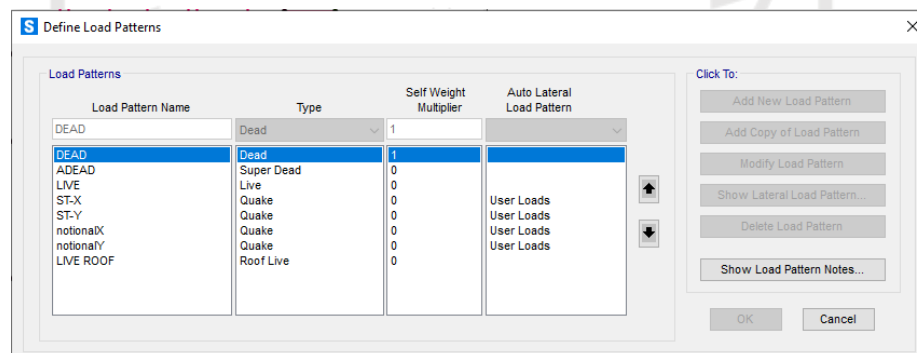 S Define Load Patterns
Load Patterns
Click To:
Load Pattern Name Type Self Weight Multiplier Auto Lateral Load Pattern
DEAD Dead 1
DEAD Dead 1
ADEAD Super Dead 0
LIVE Live 0
ST-X Quake 0 User Loads
ST-Y Quake 0 User Loads
notionalX Quake 0 User Loads
notionalY Quake 0 User Loads
LIVE ROOF Roof Live 0
Add New Load Pattern
Add Copy of Load Pattern
Modify Load Pattern
Show Lateral Load Pattern...
Delete Load Pattern
Show Load Pattern Notes...
OK Cancel